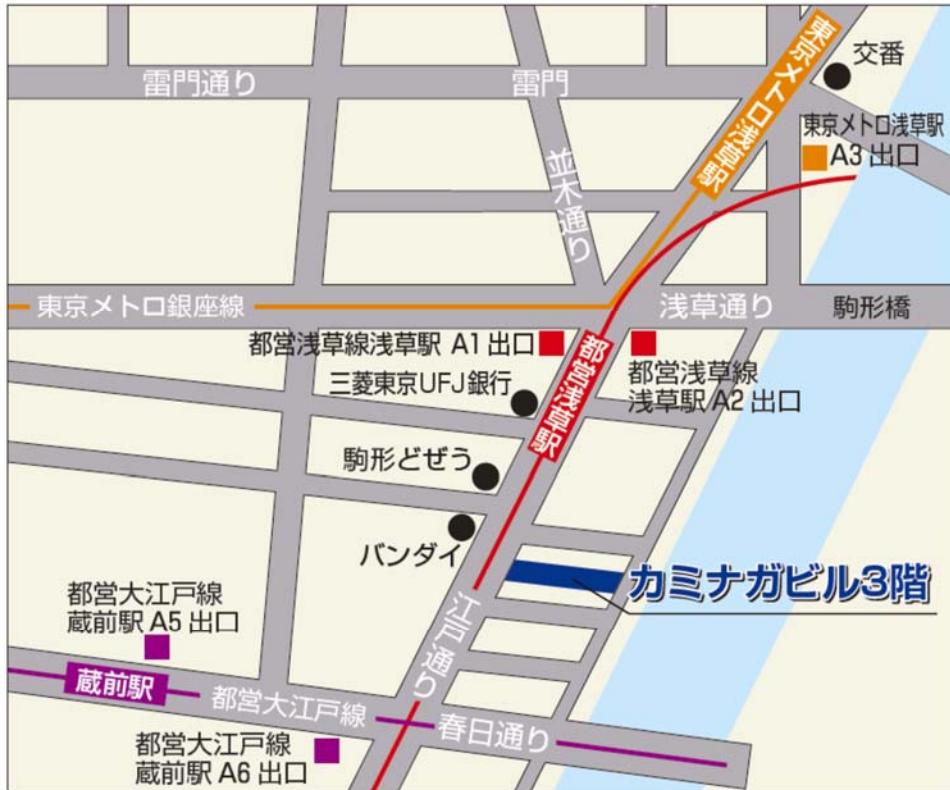 交番
雷門通り
雷門
東京メトロ浅草駅
東京メトロ浅草駅
A3 出口
並木通り
東京メトロ銀座線
浅草通り
駒形橋
都営浅草線浅草駅 A1 出口
都営浅草駅
都営浅草線
浅草駅 A2 出口
三菱東京UFJ銀行
駒形どぜう
バンダイ
カミナガビル3階
都営大江戸線
蔵前駅 A5 出口
江戸通り
蔵前駅
都営大江戸線
春日通り
都営大江戸線
蔵前駅 A6 出口